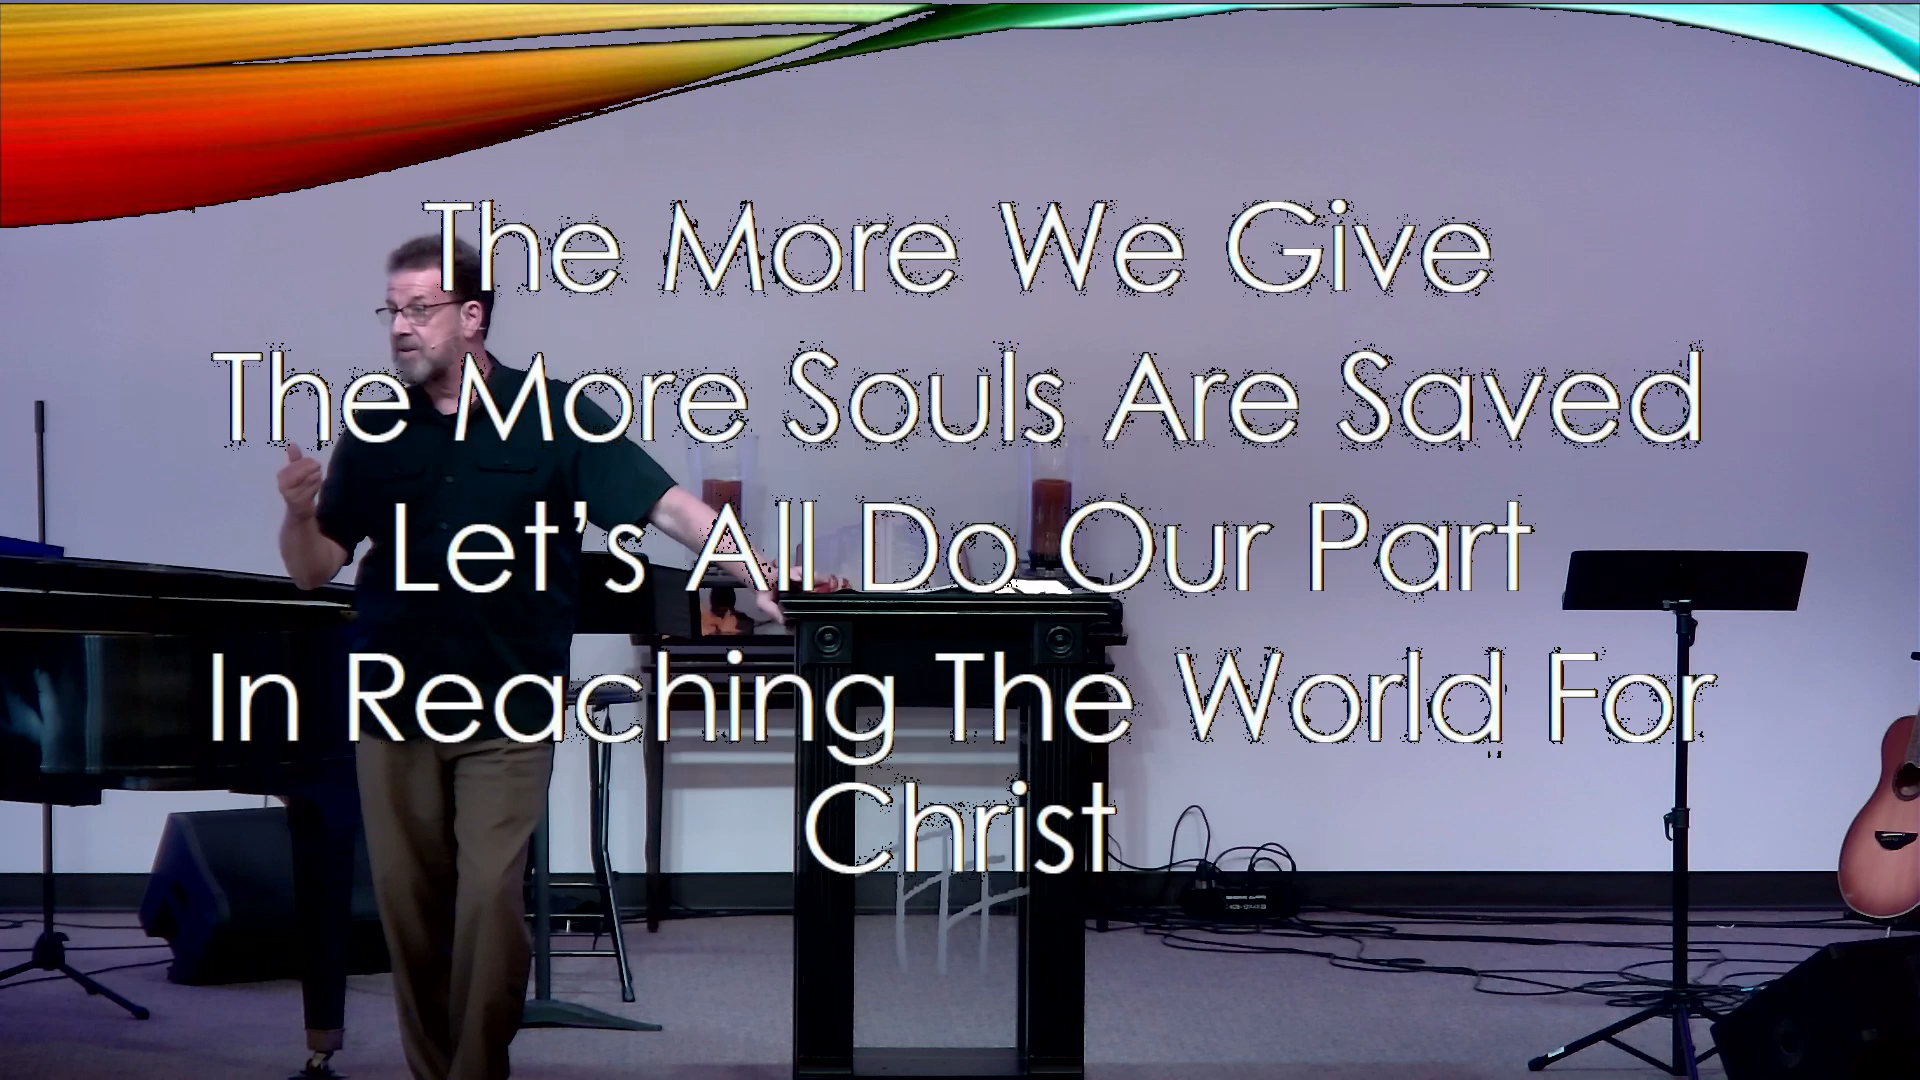 The More We Give
The More Souls Are Saved
Let's All Do Our Part
In Reaching The World For
Christ